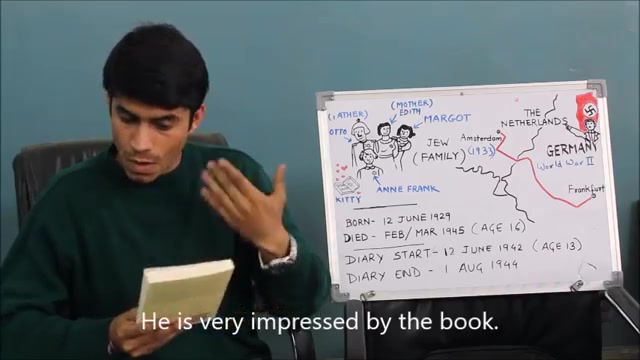 (MOTHER)
EDITH
(FATHER)
OTTO
MARGOT
ANNE FRANK
KITTY
JEW
(FAMILY)
THE
NETHERLANDS
Amsterdam
(1933)
GERMANY
World War II
Frankfurt
BORN- 12 JUNE 1929
DIED - FEB/MAR 1945 (AGE 16)
DIARY START- 12 JUNE 1942 (AGE 13)
DIARY END - 1 AUG 1944
He is very impressed by the book.